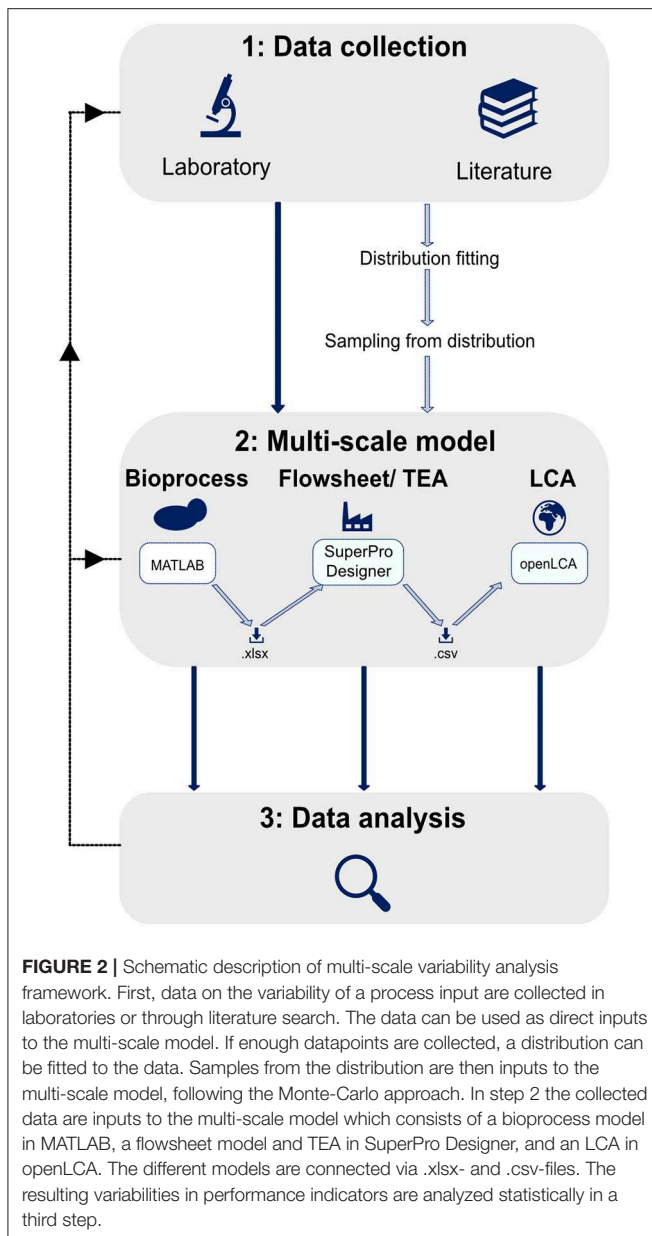 1: Data collection
Laboratory
Literature
Distribution fitting
Sampling from distribution
2: Multi-scale model
Bioprocess
Flowsheet/ TEA
LCA
MATLAB
SuperPro
Designer
openLCA
.xlsx
.csv
3: Data analysis
FIGURE 2 | Schematic description of multi-scale variability analysis
framework. First, data on the variability of a process input are collected in
laboratories or through literature search. The data can be used as direct inputs
to the multi-scale model. If enough datapoints are collected, a distribution can
be fitted to the data. Samples from the distribution are then inputs to the
multi-scale model, following the Monte-Carlo approach. In step 2 the collected
data are inputs to the multi-scale model which consists of a bioprocess model
in MATLAB, a flowsheet model and TEA in SuperPro Designer, and an LCA in
openLCA. The different models are connected via .xlsx- and .csv-files. The
resulting variabilities in performance indicators are analyzed statistically in a
third step.